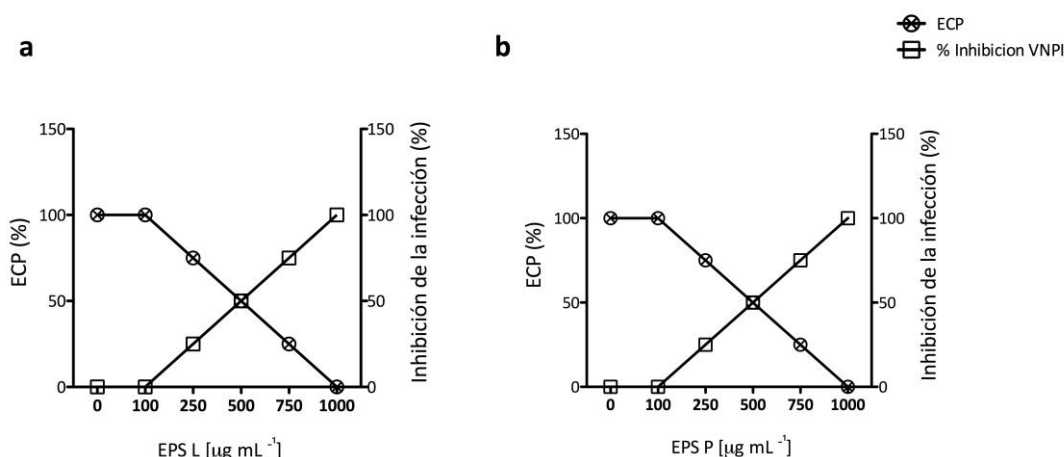 ECP
% Inhibicion VNPI
a
150
100
50
0
ECP (%)
150
100
50
0
Inhibición de la infección (%)
0 100 250 500 750 1000
EPS L [µg mL ⁻¹]
b
150
100
50
0
ECP (%)
150
100
50
0
Inhibición de la infección (%)
0 100 250 500 750 1000
EPS P [µg mL ⁻¹]